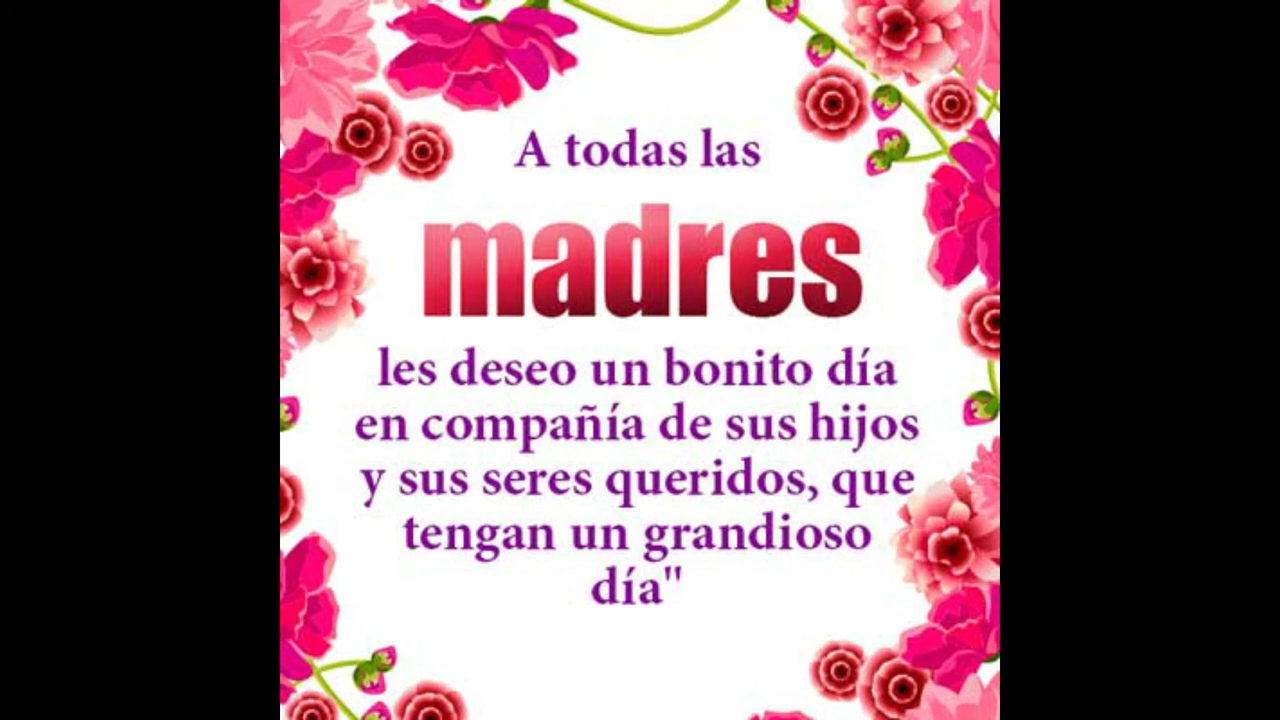 A todas las
madres
les deseo un bonito día
en compañía de sus hijos
y sus seres queridos, que
tengan un grandioso
día"